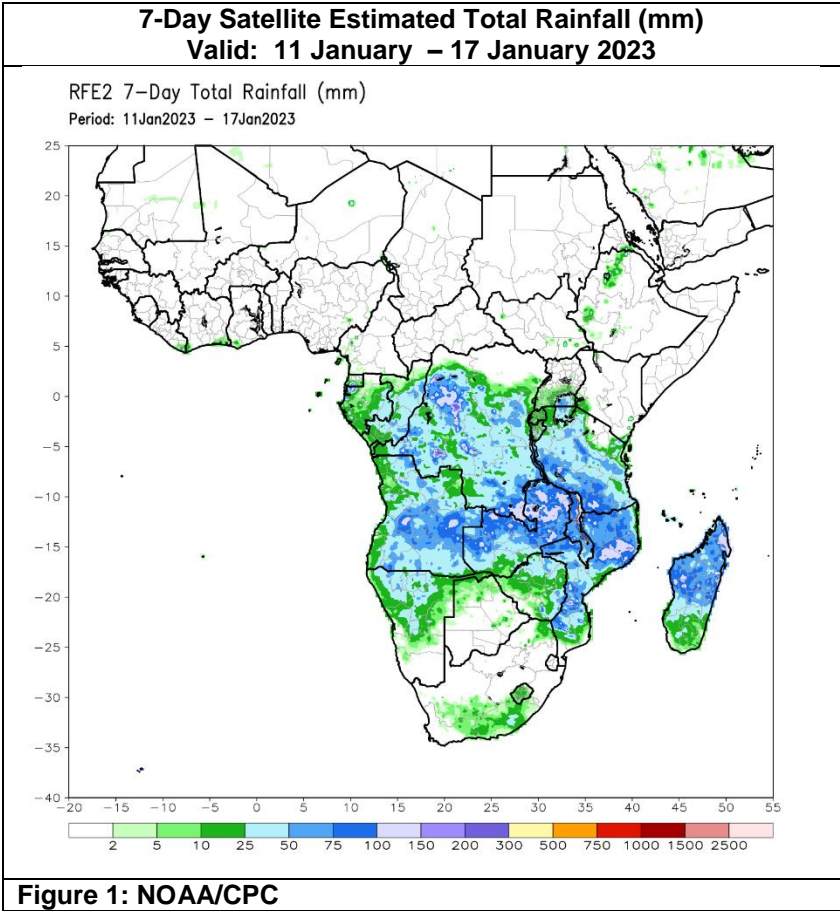 7-Day Satellite Estimated Total Rainfall (mm)
Valid: 11 January – 17 January 2023
RFE2 7-Day Total Rainfall (mm)
Period: 11Jan2023 - 17Jan2023
25
20
15
10
5
0
-5
-10
-15
-20
-25
-30
-35
-40
-20 -15 -10 -5 0 5 10 15 20 25 30 35 40 45 50 55
2 5 10 25 50 75 100 150 200 300 500 750 1000 1500 2500
Figure 1: NOAA/CPC